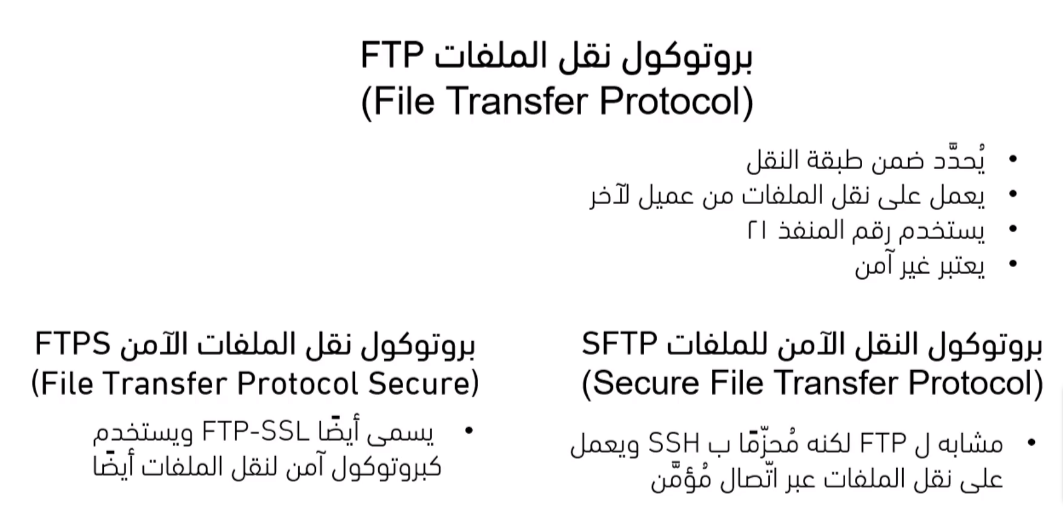 بروتوكول نقل الملفات FTP
(File Transfer Protocol)
• يُحدَّد ضمن طبقة النقل
• يعمل على نقل الملفات من عميل لآخر
• يستخدم رقم المنفذ ٢١
• يعتبر غير آمن
بروتوكول النقل الآمن للملفات SFTP
(Secure File Transfer Protocol)
• مشابه ل FTP لكنه مُحزَّمًا ب SSH ويعمل
على نقل الملفات عبر اتّصال مُؤمَّن
بروتوكول نقل الملفات الآمن FTPS
(File Transfer Protocol Secure)
• يسمى أيضًا FTP-SSL ويستخدم
كبروتوكول آمن لنقل الملفات أيضًا